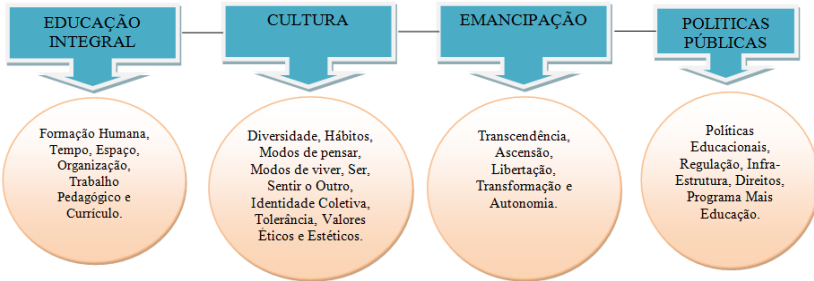 EDUCAÇÃO
INTEGRAL
CULTURA
EMANCIPAÇÃO
POLITICAS
PÚBLICAS
Formação Humana,
Tempo, Espaço,
Organização,
Trabalho
Pedagógico e
Currículo.
Diversidade, Hábitos,
Modos de pensar,
Modos de viver, Ser,
Sentir o Outro,
Identidade Coletiva,
Tolerância, Valores
Éticos e Estéticos.
Transcendência,
Ascensão,
Libertação,
Transformação e
Autonomia.
Políticas
Educacionais,
Regulação, Infra-
Estrutura, Direitos,
Programa Mais
Educação.